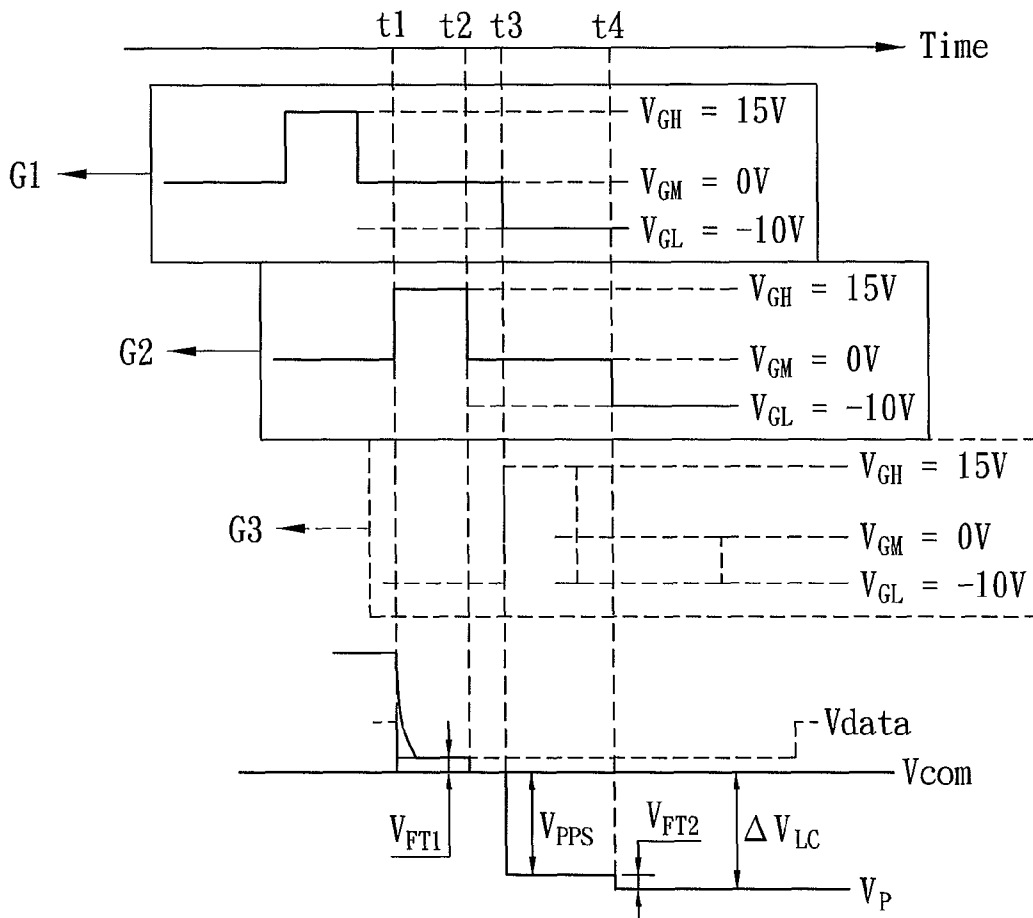 t1 t2 t3 t4
Time
G1
V_GH = 15V
V_GM = 0V
V_GL = -10V
G2
V_GH = 15V
V_GM = 0V
V_GL = -10V
G3
V_GH = 15V
V_GM = 0V
V_GL = -10V
Vdata
Vcom
V_FT1
V_PPS
V_FT2
Δ V_LC
V_P